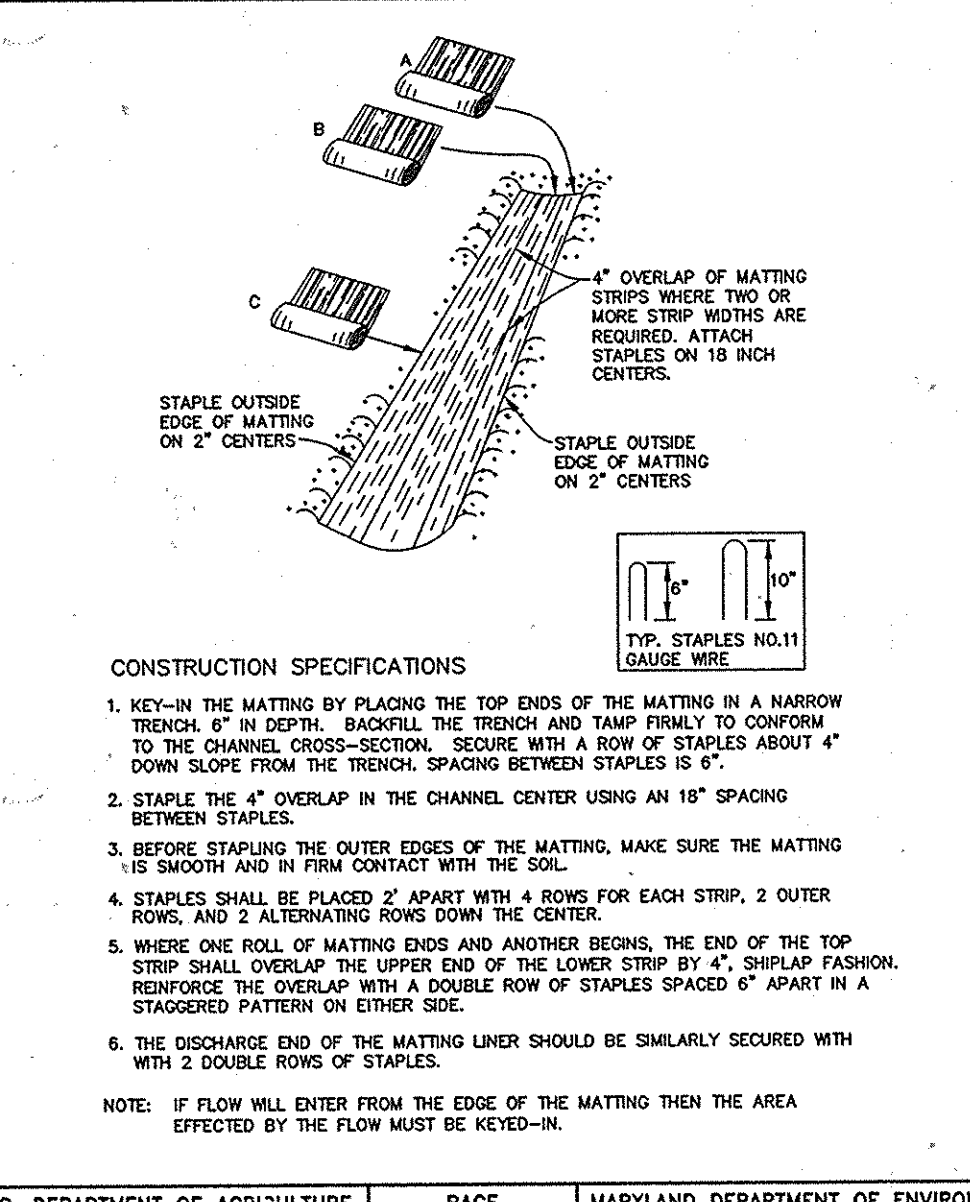 A
B
C
4" OVERLAP OF MATTING
STRIPS WHERE TWO OR
MORE STRIP WIDTHS ARE
REQUIRED. ATTACH
STAPLES ON 18 INCH
CENTERS.
STAPLE OUTSIDE
EDGE OF MATTING
ON 2" CENTERS
STAPLE OUTSIDE
EDGE OF MATTING
ON 2" CENTERS
6"
10"
TYP. STAPLES NO.11
GAUGE WIRE
CONSTRUCTION SPECIFICATIONS
1. KEY-IN THE MATTING BY PLACING THE TOP ENDS OF THE MATTING IN A NARROW
TRENCH. 6" IN DEPTH. BACKFILL THE TRENCH AND TAMP FIRMLY TO CONFORM
TO THE CHANNEL CROSS-SECTION. SECURE WITH A ROW OF STAPLES ABOUT 4"
DOWN SLOPE FROM THE TRENCH. SPACING BETWEEN STAPLES IS 6".
2. STAPLE THE 4" OVERLAP IN THE CHANNEL CENTER USING AN 18" SPACING
BETWEEN STAPLES.
3. BEFORE STAPLING THE OUTER EDGES OF THE MATTING, MAKE SURE THE MATTING
IS SMOOTH AND IN FIRM CONTACT WITH THE SOIL.
4. STAPLES SHALL BE PLACED 2' APART WITH 4 ROWS FOR EACH STRIP, 2 OUTER
ROWS, AND 2 ALTERNATING ROWS DOWN THE CENTER.
5. WHERE ONE ROLL OF MATTING ENDS AND ANOTHER BEGINS, THE END OF THE TOP
STRIP SHALL OVERLAP THE UPPER END OF THE LOWER STRIP BY 4", SHIPLAP FASHION.
REINFORCE THE OVERLAP WITH A DOUBLE ROW OF STAPLES SPACED 6" APART IN A
STAGGERED PATTERN ON EITHER SIDE.
6. THE DISCHARGE END OF THE MATTING LINER SHOULD BE SIMILARLY SECURED WITH
WITH 2 DOUBLE ROWS OF STAPLES.
NOTE: IF FLOW WILL ENTER FROM THE EDGE OF THE MATTING THEN THE AREA
EFFECTED BY THE FLOW MUST BE KEYED-IN.
DEPARTMENT OF AGRICULTURE
PAGE
MARYLAND DEPARTMENT OF